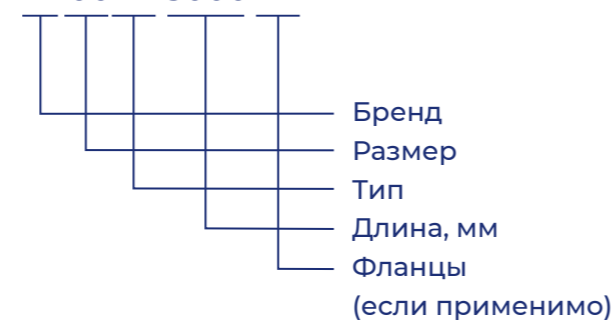 Бренд
Размер
Тип
Длина, мм
Фланцы
(если применимо)